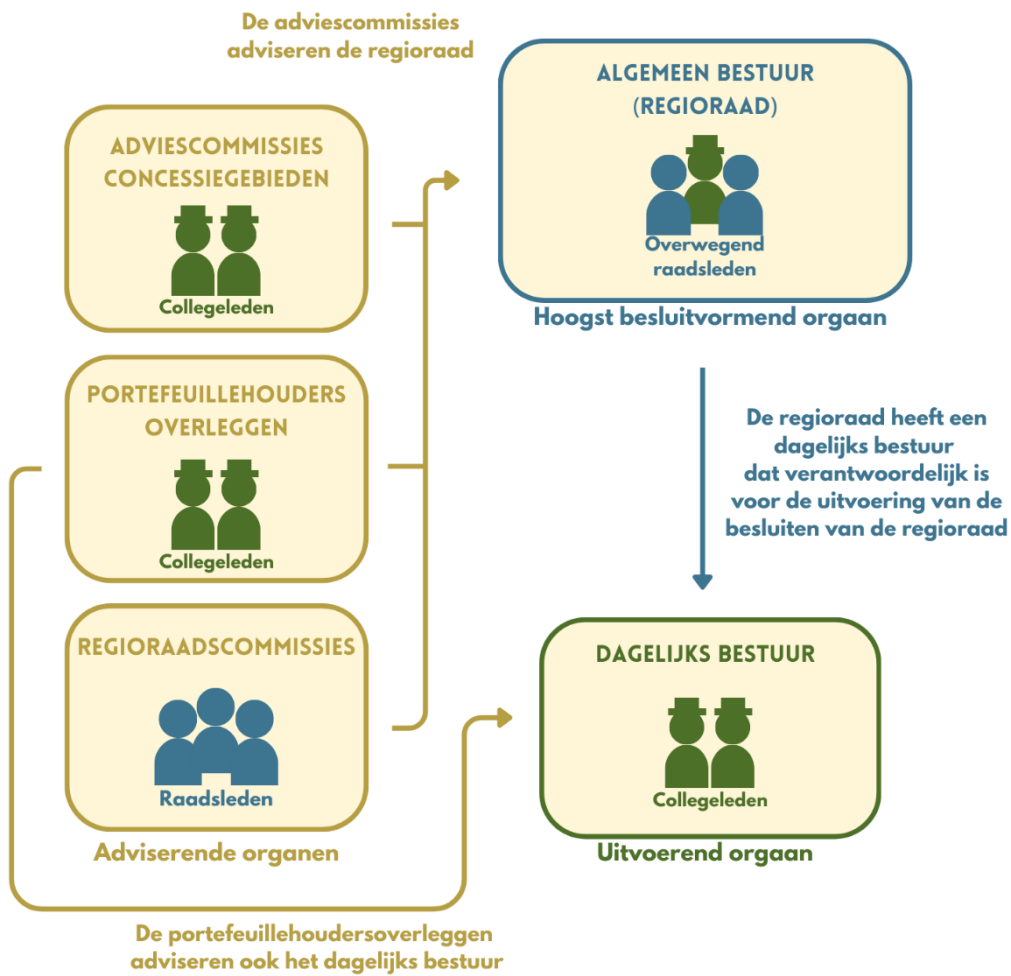 De adviescommissies
adviseren de regioraad
ADVIESCOMMISSIES
CONCESSIEGEBIEDEN
Collegeleden
PORTEFEUILLEHOUDERS
OVERLEGGEN
Collegeleden
REGIORAADSCOMMISSIES
Raadsleden
Adviserende organen
De portefeuillehoudersoverleggen
adviseren ook het dagelijks bestuur
ALGEMEEN BESTUUR
(REGIORAAD)
Overwegend
raadsleden
Hoogst besluitvormend orgaan
De regioraad heeft een
dagelijks bestuur
dat verantwoordelijk is
voor de uitvoering van de
besluiten van de regioraad
DAGELIJKS BESTUUR
Collegeleden
Uitvoerend orgaan